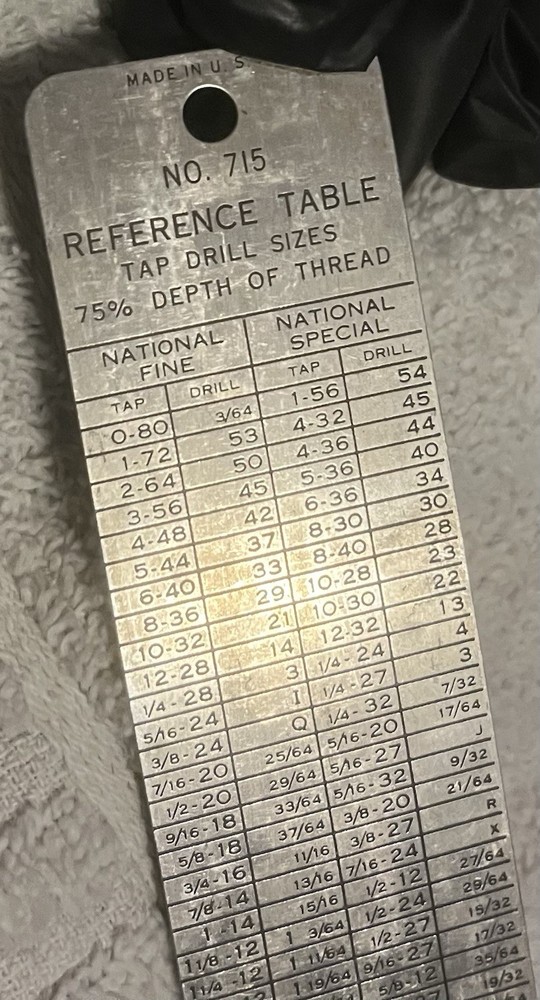 MADE IN U. S.
NO. 715
REFERENCE TABLE
TAP DRILL SIZES
75% DEPTH OF THREAD
NATIONAL FINE NATIONAL SPECIAL
TAP DRILL TAP DRILL
0-80 3/64 1-56 54
1-72 53 4-32 45
2-64 50 4-36 44
3-56 45 5-36 40
4-48 42 6-36 34
5-44 37 8-30 30
6-40 33 8-40 28
8-36 29 10-28 23
10-32 21 10-30 22
12-28 14 12-32 13
1/4-28 3 1/4-24 4
5/16-24 I 1/4-27 3
3/8-24 Q 1/4-32 7/32
7/16-20 25/64 5/16-20 17/64
1/2-20 29/64 5/16-27 J
9/16-18 33/64 5/16-32 9/32
5/8-18 37/64 3/8-20 21/64
3/4-16 11/16 3/8-27 R
7/8-14 13/16 7/16-24 X
1-14 15/16 1/2-12 27/64
1 1/8-12 1 3/64 1/2-24 29/64
1 1/4-12 1 11/64 1/2-27 15/32
12 1 19/64 9/16-27 17/32
5/8-12 35/64
19/32